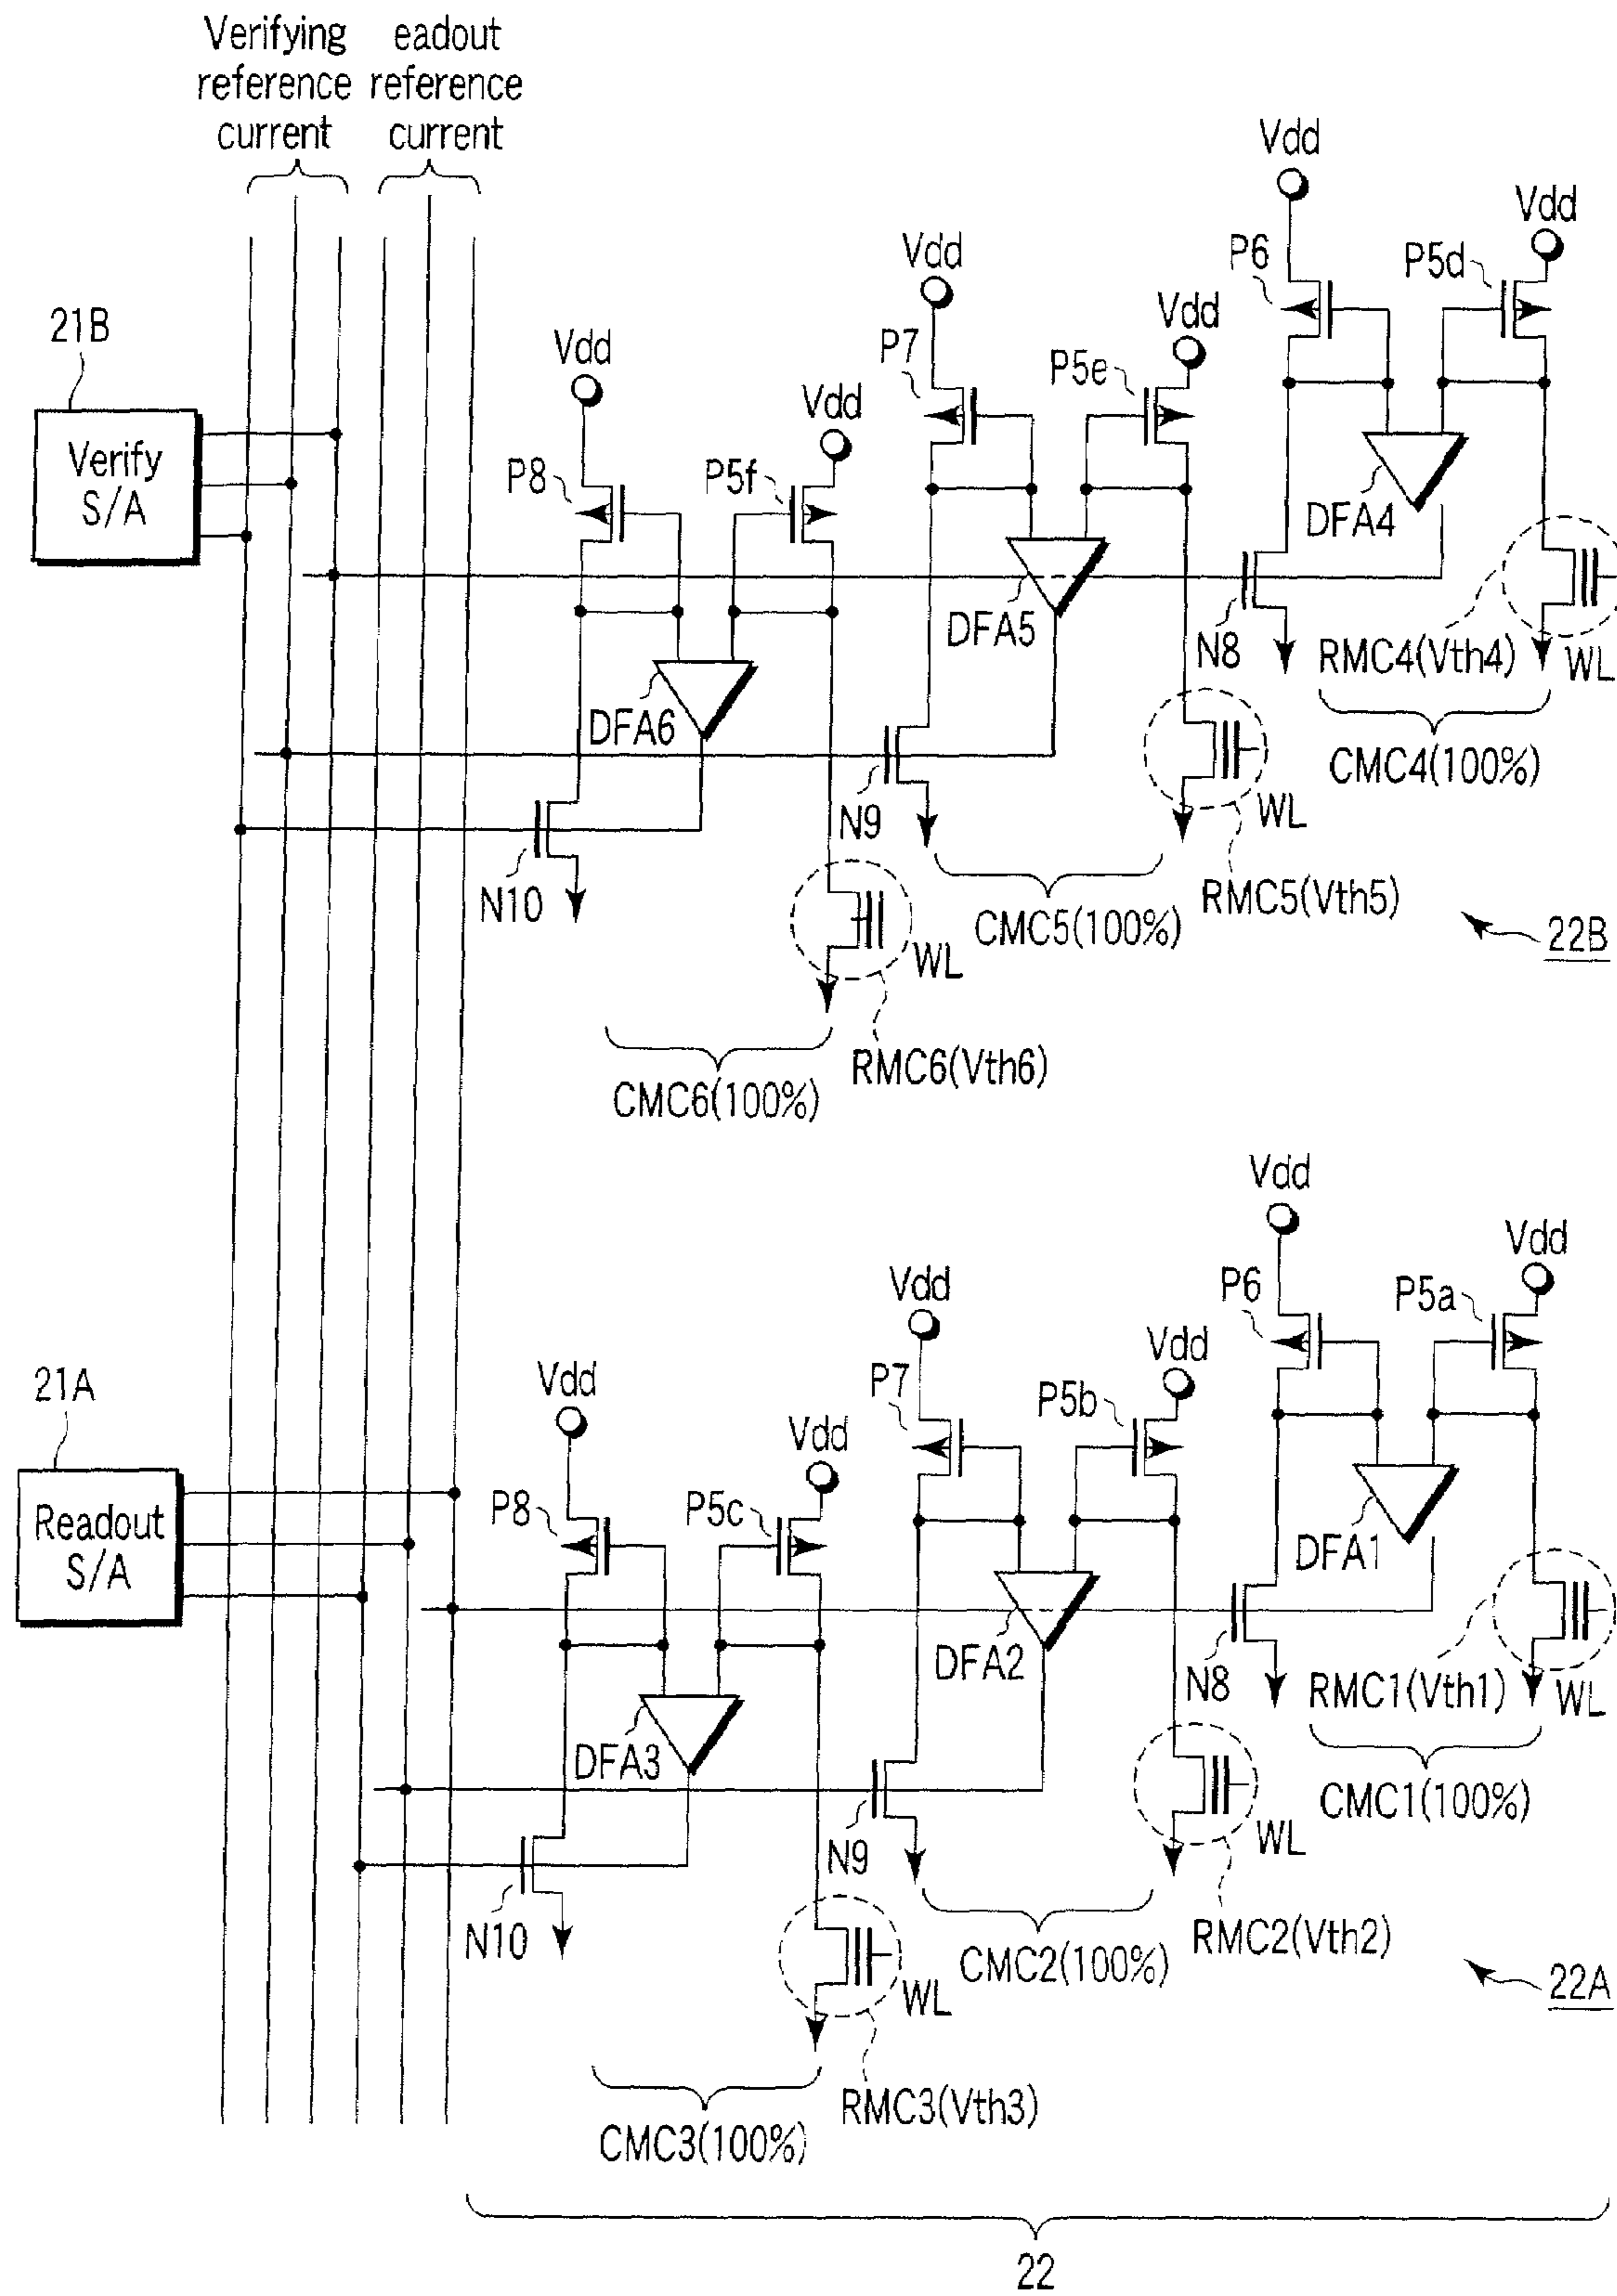 Verifying
reference
current
eadout
reference
current
Vdd
Vdd
P6
P5d
Vdd
Vdd
P7
P5e
21B
Vdd
Vdd
Verify
S/A
P8
P5f
DFA4
DFA5
N8
RMC4(Vth4)
WL
DFA6
CMC4(100%)
N9
WL
N10
CMC5(100%)
RMC5(Vth5)
WL
22B
RMC6(Vth6)
CMC6(100%)
Vdd
Vdd
P6
P5a
Vdd
Vdd
P7
P5b
21A
Vdd
Vdd
Readout
S/A
P8
P5c
DFA1
DFA2
N8
RMC1(Vth1)
WL
DFA3
CMC1(100%)
N9
WL
N10
CMC2(100%)
RMC2(Vth2)
WL
22A
RMC3(Vth3)
CMC3(100%)
22